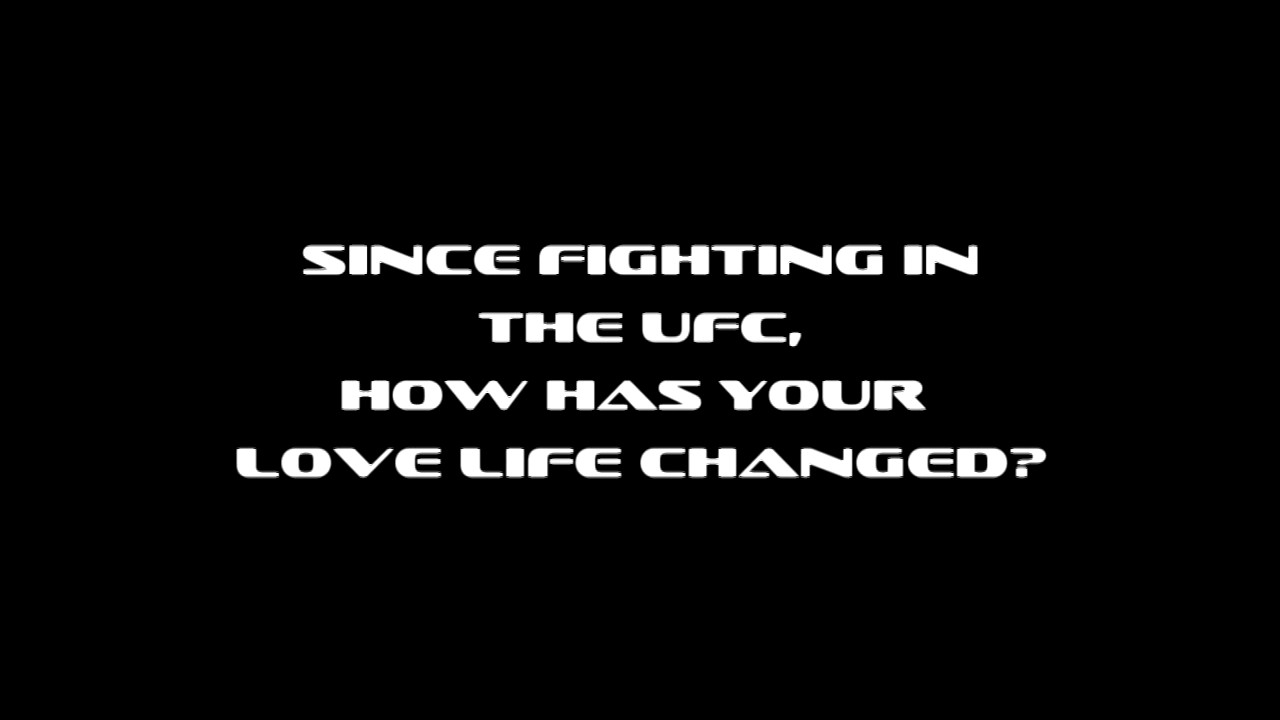 SINCE FIGHTING IN
THE UFC,
HOW HAS YOUR
LOVE LIFE CHANGED?